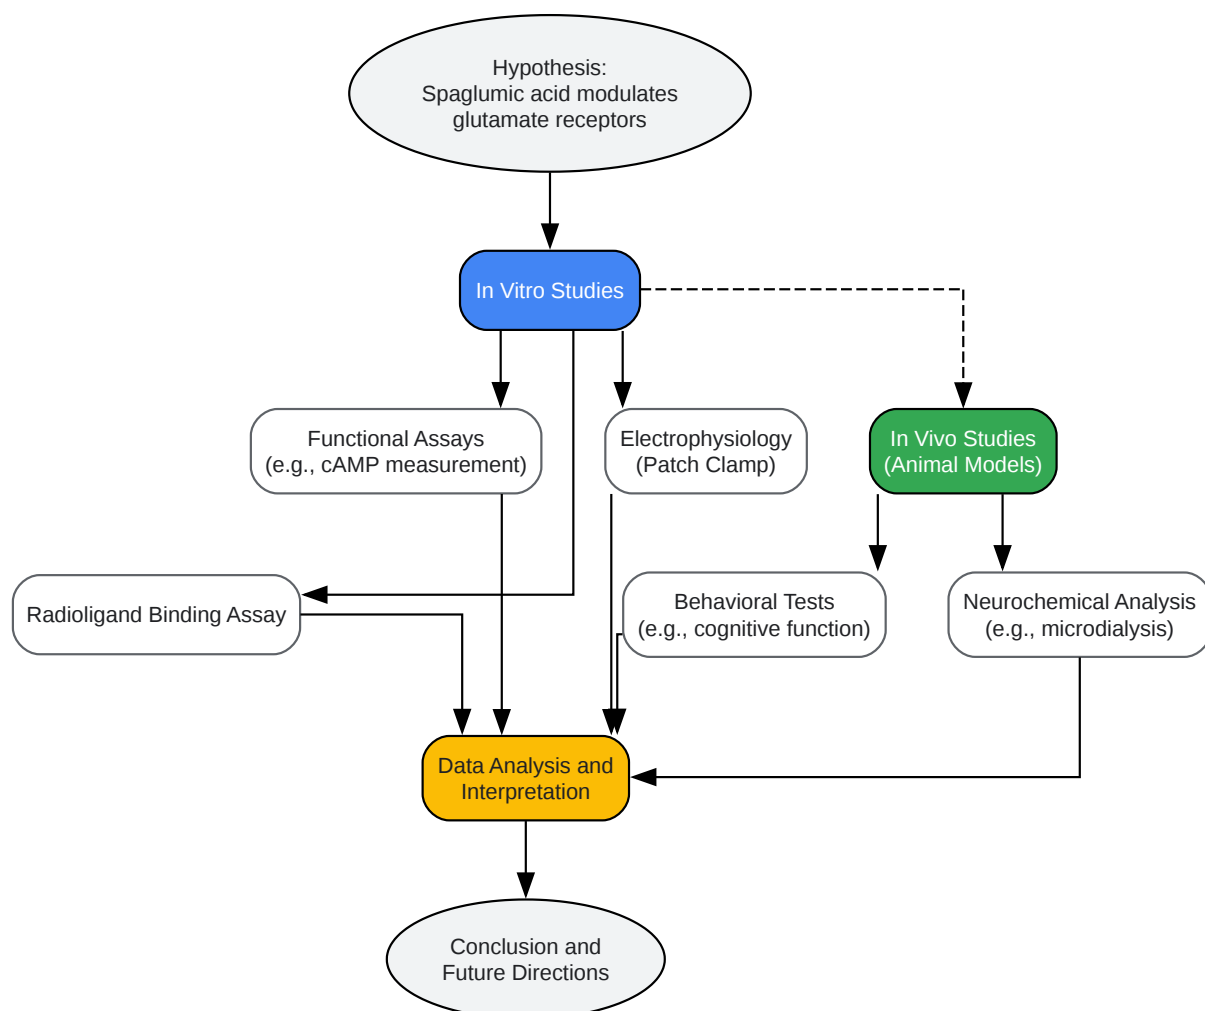 Hypothesis:
Spaglumic acid modulates
glutamate receptors
In Vitro Studies
Functional Assays
(e.g., cAMP measurement)
Electrophysiology
(Patch Clamp)
In Vivo Studies
(Animal Models)
Radioligand Binding Assay
Behavioral Tests
(e.g., cognitive function)
Neurochemical Analysis
(e.g., microdialysis)
Data Analysis and
Interpretation
Conclusion and
Future Directions